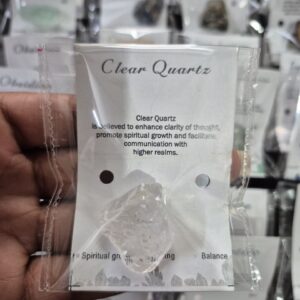 Obsidian
Clear Quartz
Clear Quartz
is believed to enhance clarity of thought,
promote spiritual growth and facilitate
communication with
higher realms.
Spiritual
Balance